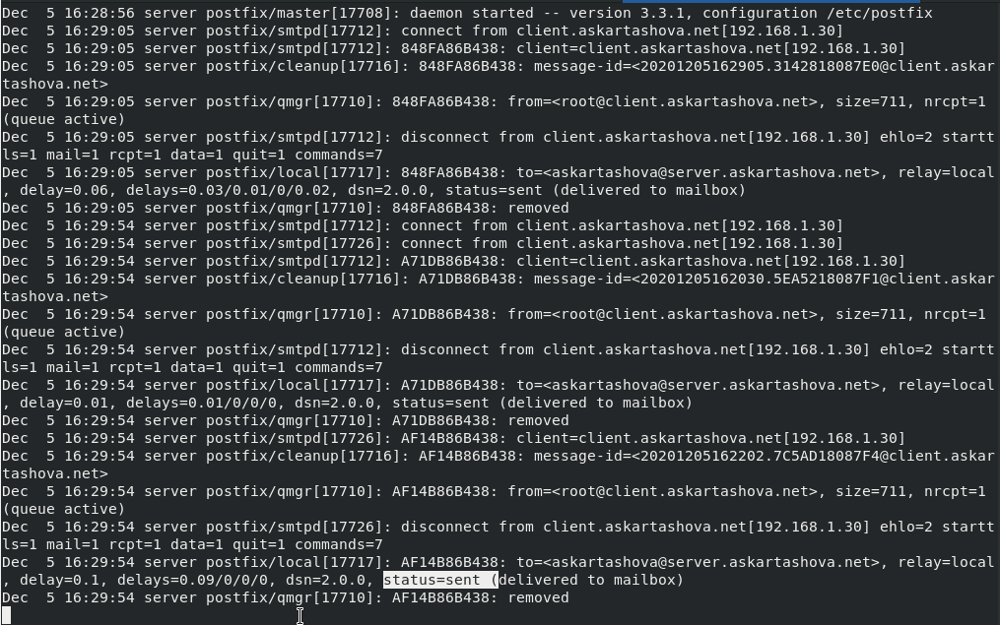 Dec  5 16:28:56 server postfix/master[17708]: daemon started -- version 3.3.1, configuration /etc/postfix
Dec  5 16:29:05 server postfix/smtpd[17712]: connect from client.askartashova.net[192.168.1.30]
Dec  5 16:29:05 server postfix/smtpd[17712]: 848FA86B438: client=client.askartashova.net[192.168.1.30]
Dec  5 16:29:05 server postfix/cleanup[17716]: 848FA86B438: message-id=<20201205162905.3142818087E0@client.askar
tashova.net>
Dec  5 16:29:05 server postfix/qmgr[17710]: 848FA86B438: from=<root@client.askartashova.net>, size=711, nrcpt=1
(queue active)
Dec  5 16:29:05 server postfix/smtpd[17712]: disconnect from client.askartashova.net[192.168.1.30] ehlo=2 startt
ls=1 mail=1 rcpt=1 data=1 quit=1 commands=7
Dec  5 16:29:05 server postfix/local[17717]: 848FA86B438: to=<askartashova@server.askartashova.net>, relay=local
, delay=0.06, delays=0.03/0.01/0/0.02, dsn=2.0.0, status=sent (delivered to mailbox)
Dec  5 16:29:05 server postfix/qmgr[17710]: 848FA86B438: removed
Dec  5 16:29:54 server postfix/smtpd[17712]: connect from client.askartashova.net[192.168.1.30]
Dec  5 16:29:54 server postfix/smtpd[17726]: connect from client.askartashova.net[192.168.1.30]
Dec  5 16:29:54 server postfix/smtpd[17712]: A71DB86B438: client=client.askartashova.net[192.168.1.30]
Dec  5 16:29:54 server postfix/cleanup[17716]: A71DB86B438: message-id=<20201205162030.5EA5218087F1@client.askar
tashova.net>
Dec  5 16:29:54 server postfix/qmgr[17710]: A71DB86B438: from=<root@client.askartashova.net>, size=711, nrcpt=1
(queue active)
Dec  5 16:29:54 server postfix/smtpd[17712]: disconnect from client.askartashova.net[192.168.1.30] ehlo=2 startt
ls=1 mail=1 rcpt=1 data=1 quit=1 commands=7
Dec  5 16:29:54 server postfix/local[17717]: A71DB86B438: to=<askartashova@server.askartashova.net>, relay=local
, delay=0.01, delays=0.01/0/0/0, dsn=2.0.0, status=sent (delivered to mailbox)
Dec  5 16:29:54 server postfix/qmgr[17710]: A71DB86B438: removed
Dec  5 16:29:54 server postfix/smtpd[17726]: AF14B86B438: client=client.askartashova.net[192.168.1.30]
Dec  5 16:29:54 server postfix/cleanup[17716]: AF14B86B438: message-id=<20201205162202.7C5AD18087F4@client.askar
tashova.net>
Dec  5 16:29:54 server postfix/qmgr[17710]: AF14B86B438: from=<root@client.askartashova.net>, size=711, nrcpt=1
(queue active)
Dec  5 16:29:54 server postfix/smtpd[17726]: disconnect from client.askartashova.net[192.168.1.30] ehlo=2 startt
ls=1 mail=1 rcpt=1 data=1 quit=1 commands=7
Dec  5 16:29:54 server postfix/local[17717]: AF14B86B438: to=<askartashova@server.askartashova.net>, relay=local
, delay=0.1, delays=0.09/0/0/0, dsn=2.0.0, status=sent (delivered to mailbox)
Dec  5 16:29:54 server postfix/qmgr[17710]: AF14B86B438: removed